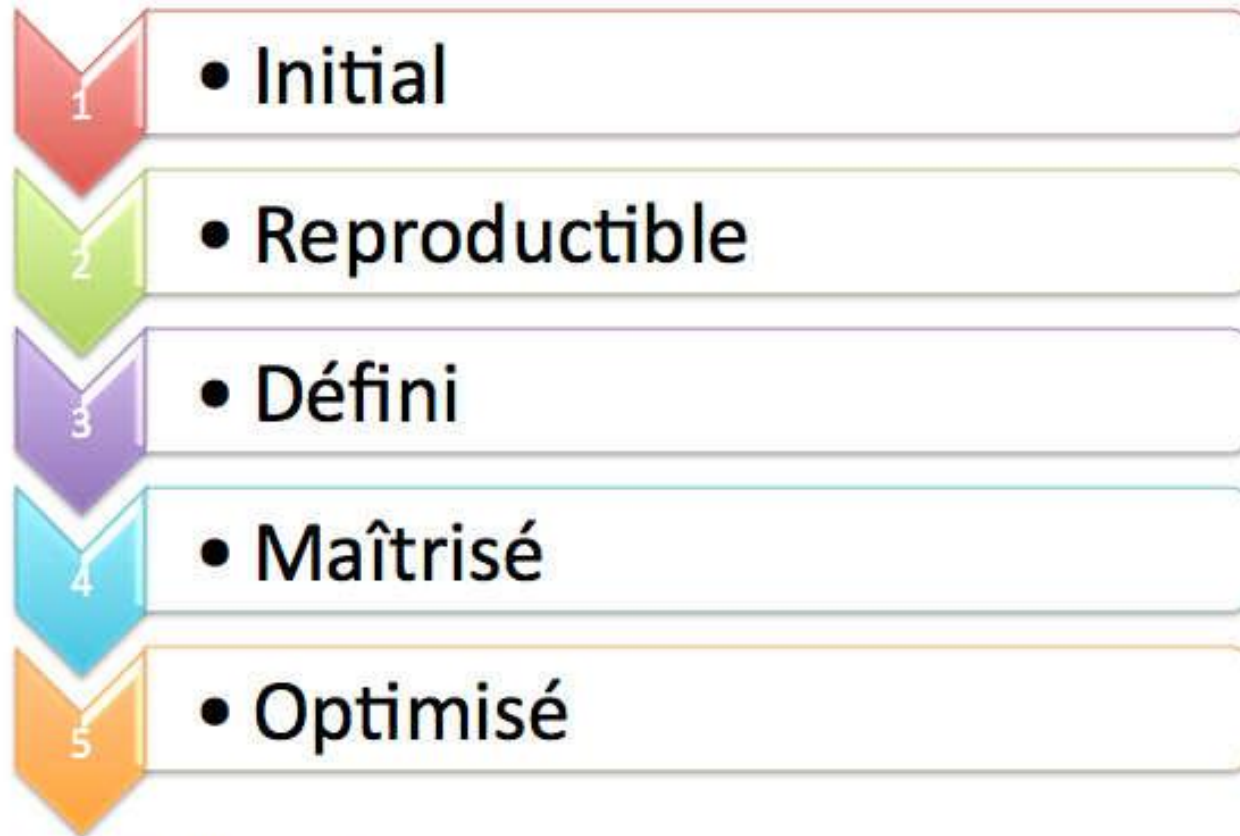 1
• Initial
2
• Reproductible
3
• Défini
4
• Maîtrisé
5
• Optimisé